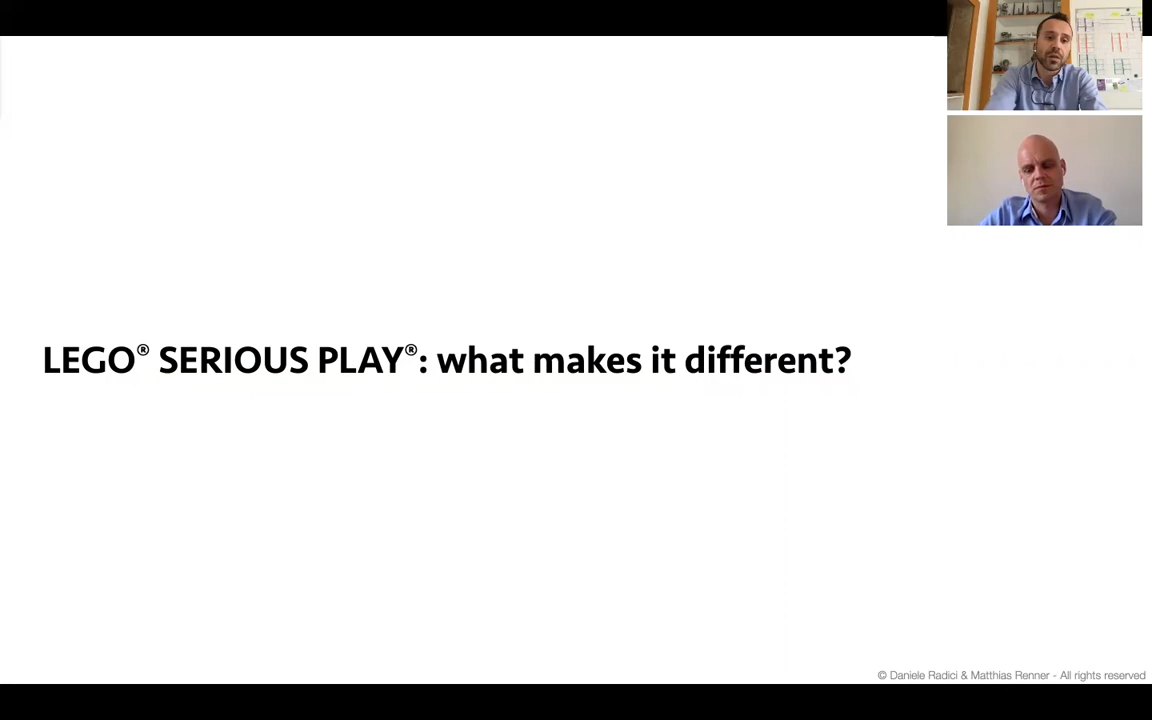 LEGO® SERIOUS PLAY®: what makes it different?
© Daniele Radici & Matthias Renner - All rights reserved